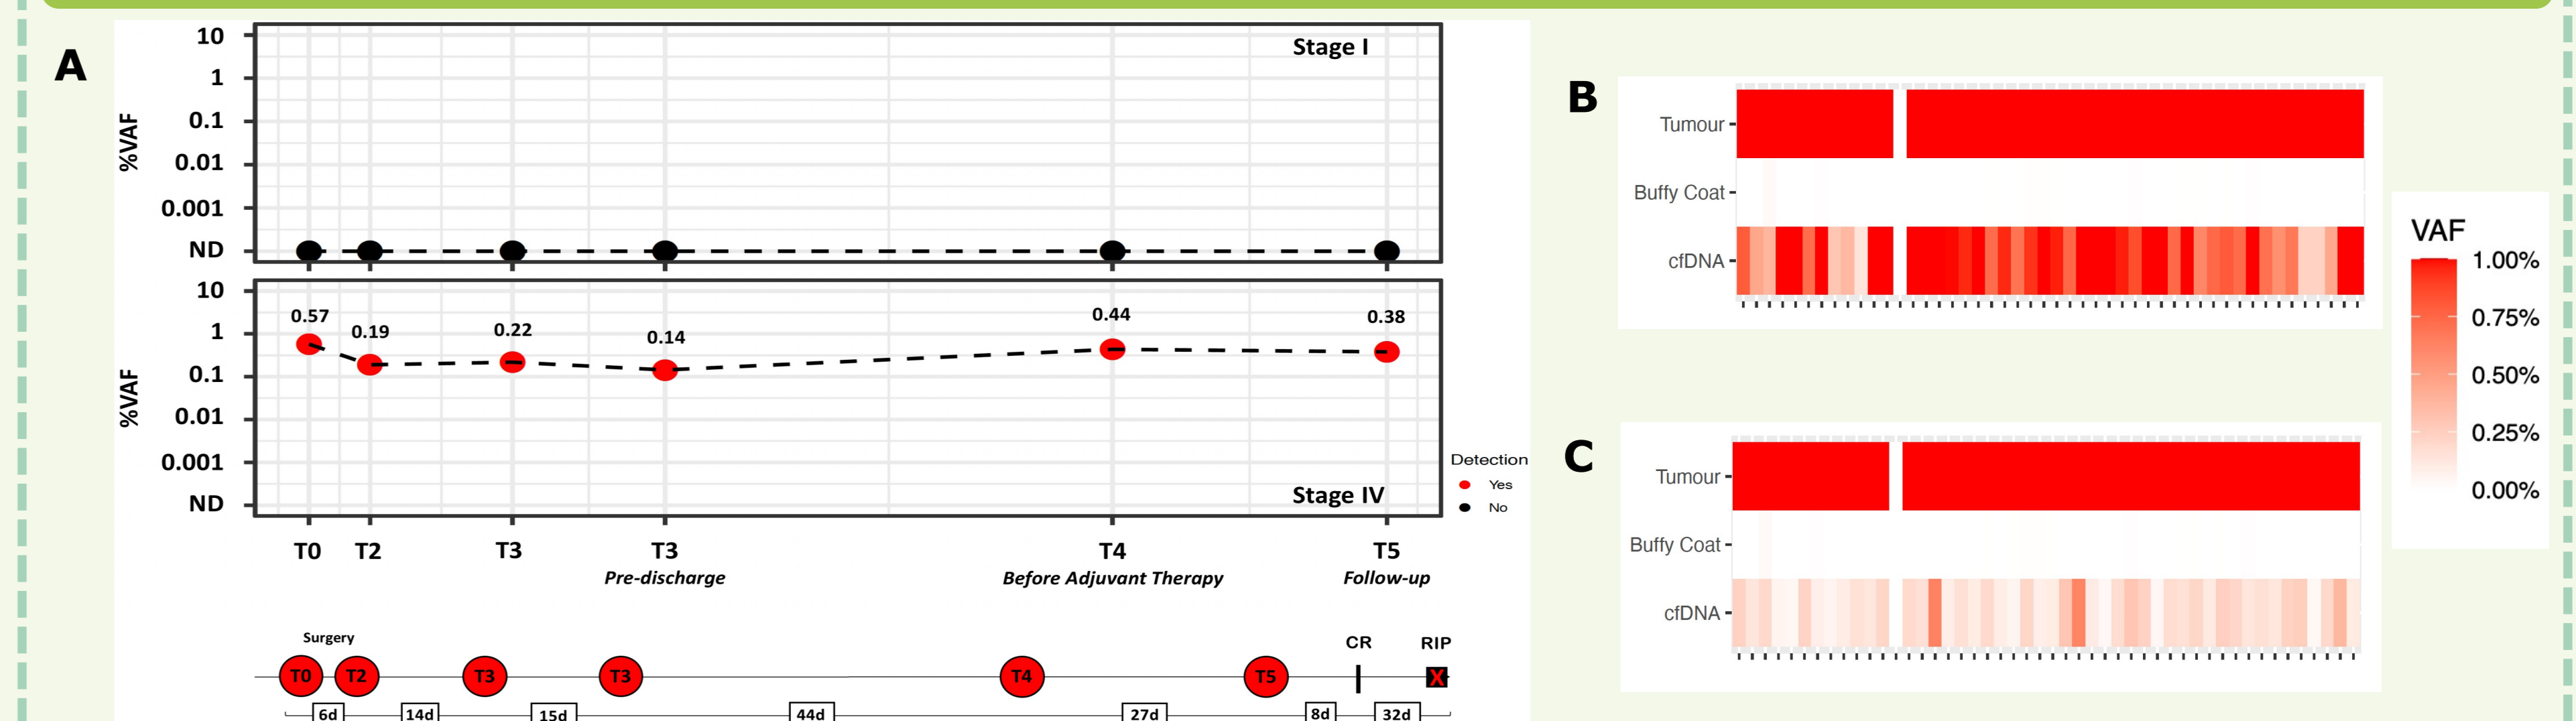 A
10
1
0.1
0.01
0.001
ND
%VAF
Stage I
10
1
0.1
0.01
0.001
ND
%VAF
0.57
0.19
0.22
0.14
0.44
0.38
Stage IV
Detection
Yes
No
T0 T2 T3 T3 T4 T5
Pre-discharge Before Adjuvant Therapy Follow-up
Surgery CR RIP
T0 T2 T3 T3 T4 T5 X
6d 14d 15d 44d 27d 8d 32d
B
Tumour
Buffy Coat
cfDNA
C
Tumour
Buffy Coat
cfDNA
VAF
1.00%
0.75%
0.50%
0.25%
0.00%